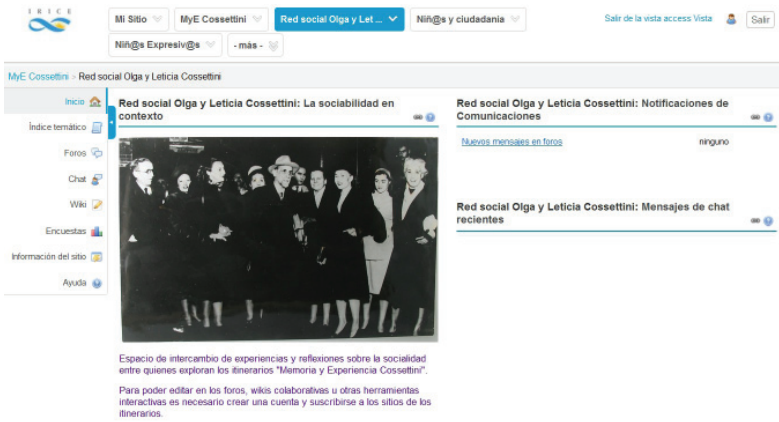 IRICE
Mi Sitio
MyE Cossettini
Red social Olga y Let ...
Niñ@s y ciudadania
Salir de la vista access Vista
Salir
Niñ@s Expresiv@s
- más -
MyE Cossettini » Red social Olga y Leticia Cossettini
Inicio
Índice temático
Foros
Chat
Wiki
Encuestas
Información del sitio
Ayuda
Red social Olga y Leticia Cossettini: La sociabilidad en
contexto
Espacio de intercambio de experiencias y reflexiones sobre la socialidad
entre quienes exploran los itinerarios "Memoria y Experiencia Cossettini".
Para poder editar en los foros, wikis colaborativas u otras herramientas
interactivas es necesario crear una cuenta y suscribirse a los sitios de los
itinerarios.
Red social Olga y Leticia Cossettini: Notificaciones de
Comunicaciones
Nuevos mensajes en foros ninguno
Red social Olga y Leticia Cossettini: Mensajes de chat
recientes